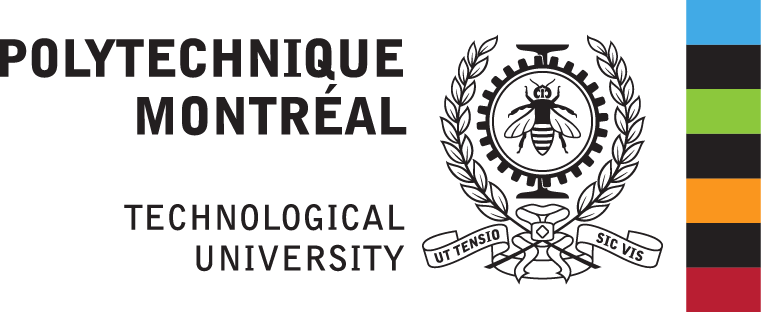 POLYTECHNIQUE
MONTRÉAL
TECHNOLOGICAL
UNIVERSITY
UT TENSIO
SIC VIS